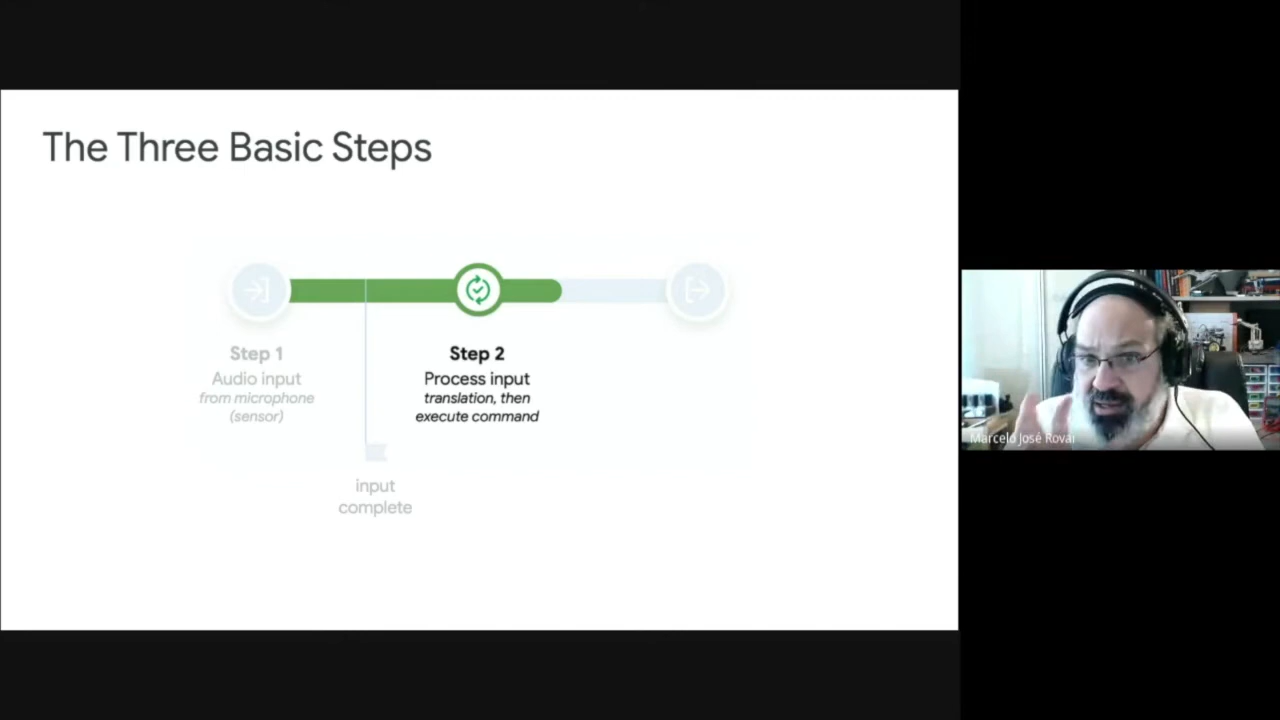 The Three Basic Steps
Step 1
Audio input
from microphone
(sensor)
Step 2
Process input
translation, then
execute command
input
complete
Marcelo José Rovai